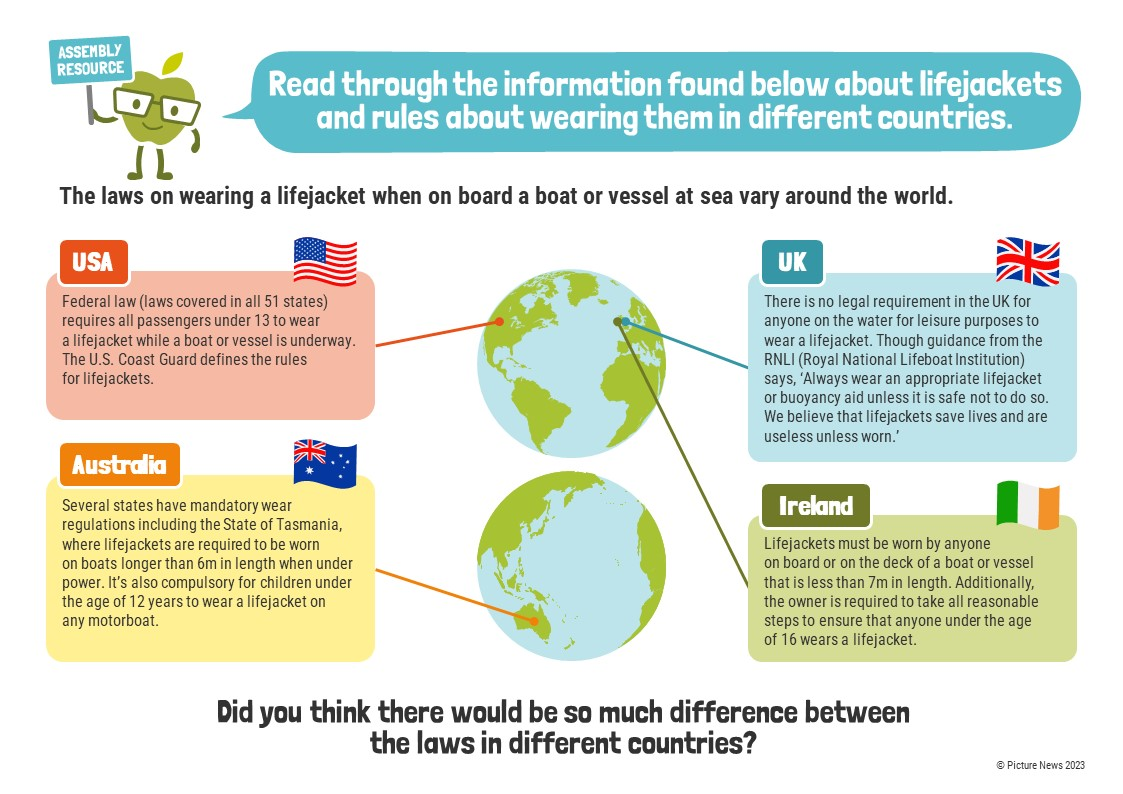 ASSEMBLY
RESOURCE
Read through the information found below about lifejackets
and rules about wearing them in different countries.
The laws on wearing a lifejacket when on board a boat or vessel at sea vary around the world.
USA
Federal law (laws covered in all 51 states)
requires all passengers under 13 to wear
a lifejacket while a boat or vessel is underway.
The U.S. Coast Guard defines the rules
for lifejackets.
UK
There is no legal requirement in the UK for
anyone on the water for leisure purposes to
wear a lifejacket. Though guidance from the
RNLI (Royal National Lifeboat Institution)
says, ‘Always wear an appropriate lifejacket
or buoyancy aid unless it is safe not to do so.
We believe that lifejackets save lives and are
useless unless worn.’
Australia
Several states have mandatory wear
regulations including the State of Tasmania,
where lifejackets are required to be worn
on boats longer than 6m in length when under
power. It’s also compulsory for children under
the age of 12 years to wear a lifejacket on
any motorboat.
Ireland
Lifejackets must be worn by anyone
on board or on the deck of a boat or vessel
that is less than 7m in length. Additionally,
the owner is required to take all reasonable
steps to ensure that anyone under the age
of 16 wears a lifejacket.
Did you think there would be so much difference between
the laws in different countries?
© Picture News 2023